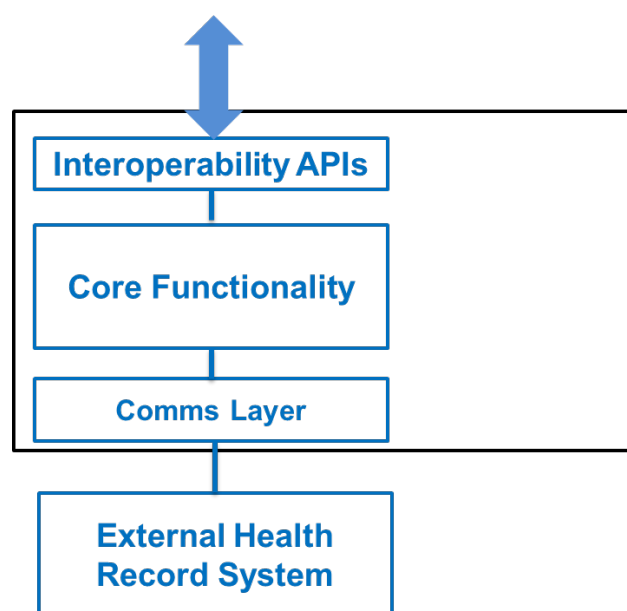 Interoperability APIs
Core Functionality
Comms Layer
External Health
Record System